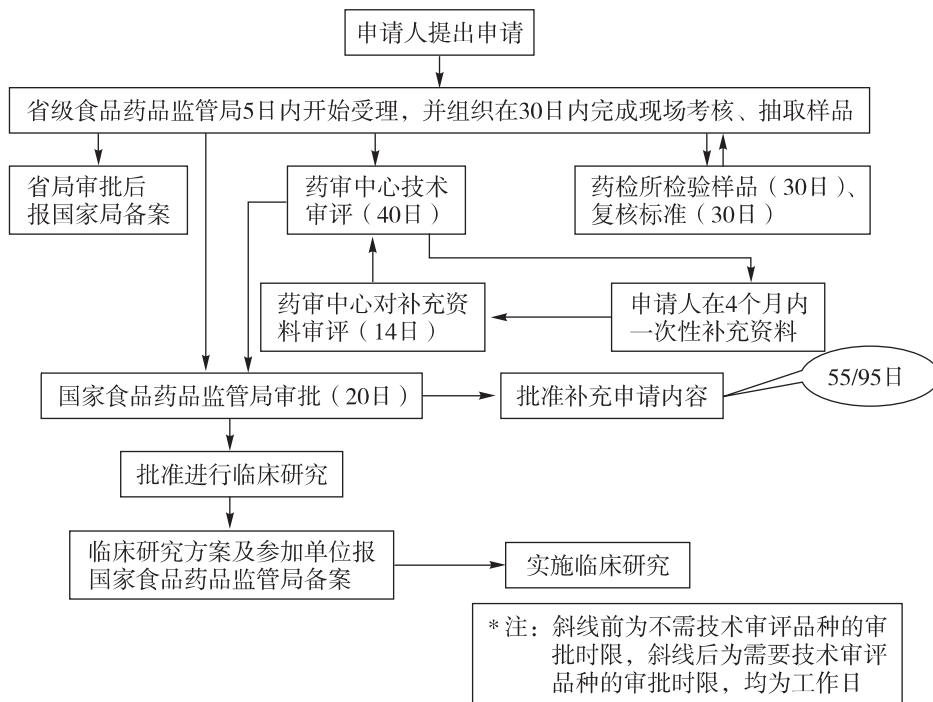 申请人提出申请
省级食品药品监管局5日内开始受理，并组织在30日内完成现场考核、抽取样品
省局审批后
报国家局备案
药审中心技术
审评（40日）
药检所检验样品（30日）、
复核标准（30日）
药审中心对补充资
料审评（14日）
申请人在4个月内
一次性补充资料
国家食品药品监管局审批（20日）
批准补充申请内容
55/95日
批准进行临床研究
临床研究方案及参加单位报
国家食品药品监管局备案
实施临床研究
*注：斜线前为不需技术审评品种的审
批时限，斜线后为需要技术审评
品种的审批时限，均为工作日